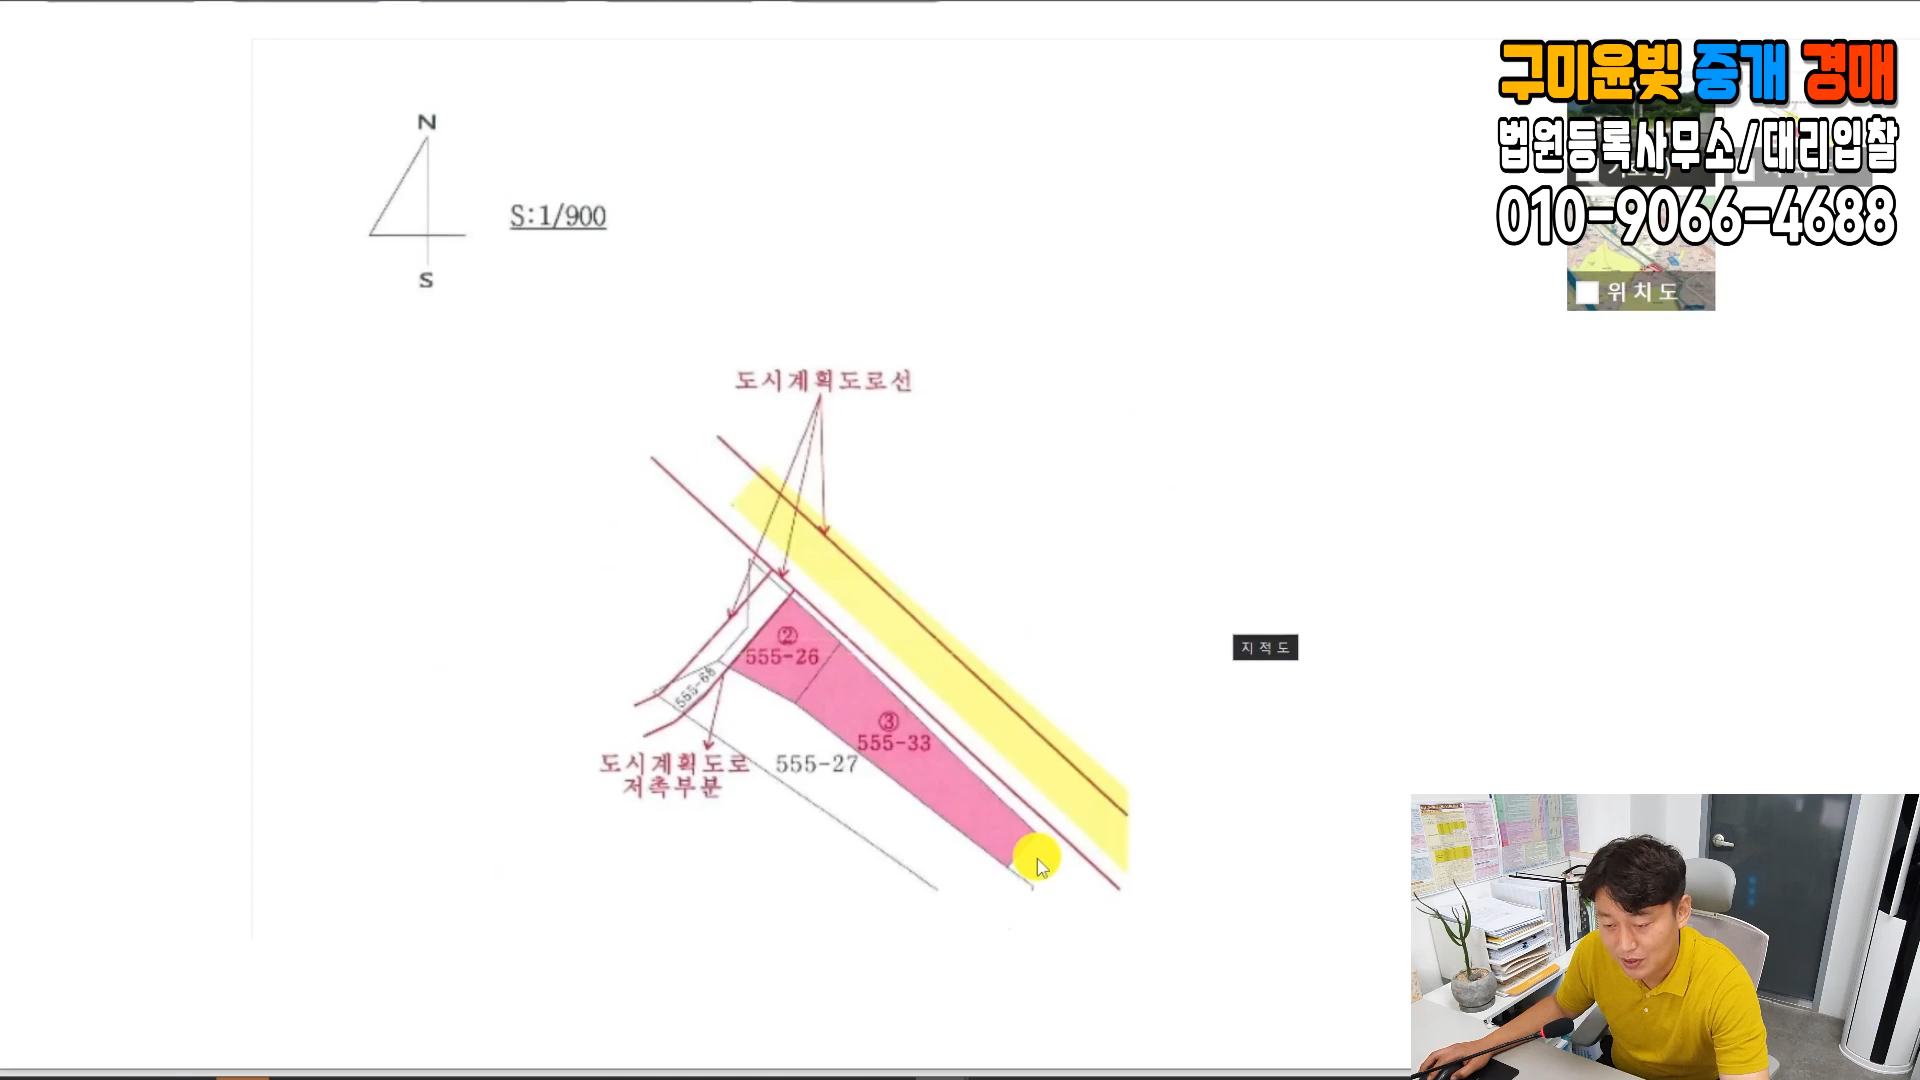 구미윤빛 중개 경매
법원등록사무소/대리입찰
010-9066-4688
위치도
N
S:1/900
S
도시계획도로선
②
555-26
③
555-33
555-27
도시계획도로
저촉부분
지적도